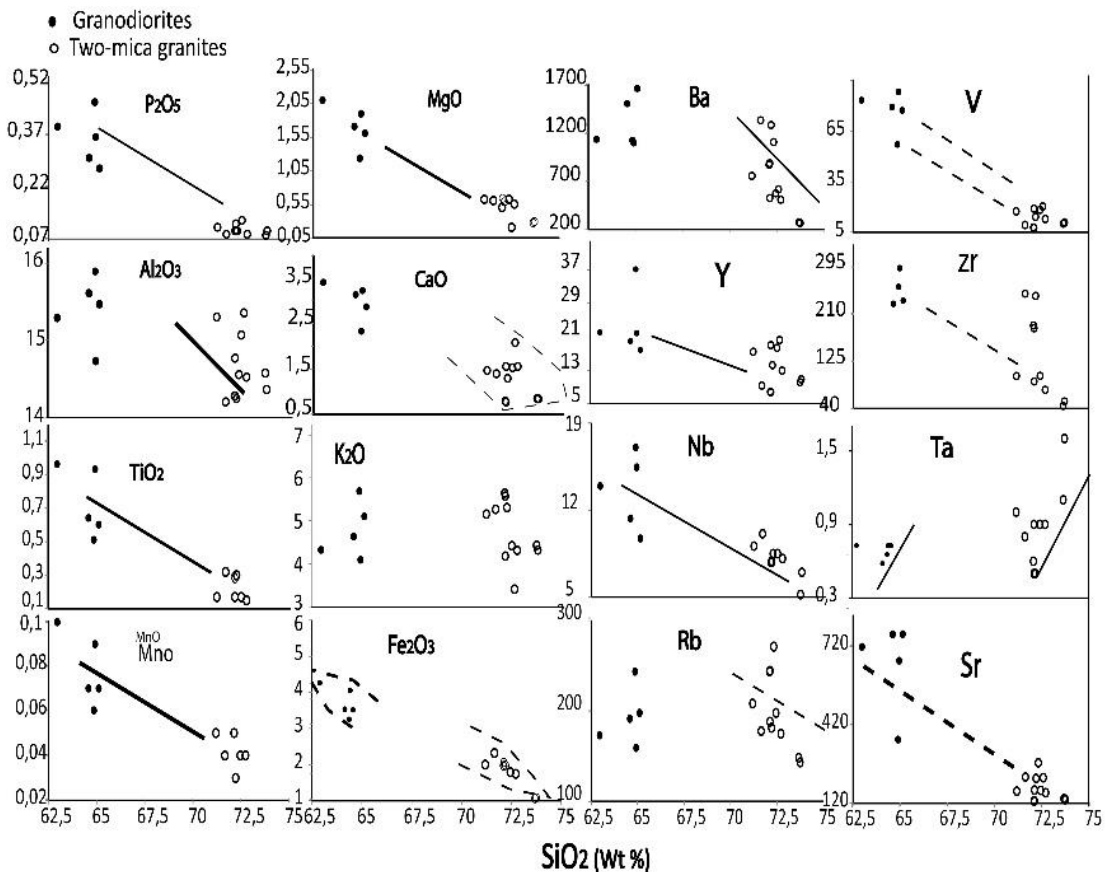 Granodiorites
Two-mica granites
0,52
0,37
0,22
0,07
P2O5
2,55
2,05
1,55
1,05
0,55
0,05
MgO
1700
1200
700
200
Ba
65
35
5
V
16
15
14
Al2O3
3,5
2,5
1,5
0,5
CaO
37
29
21
13
5
Y
295
210
125
40
zr
1,1
0,9
0,7
0,5
0,3
0,1
TiO2
7
6
5
4
3
K2O
19
12
5
Nb
1,5
0,9
0,3
Ta
0,1
0,08
0,06
0,04
0,02
MnO
Mno
6
5
4
3
2
1
Fe2O3
300
200
100
Rb
720
420
120
Sr
62,5 65 67,5 70 72,5 75
62,5 65 67,5 70 72,5 75
62,5 65 67,5 70 72,5 75
62,5 65 70 72,5 75
SiO2 (Wt %)